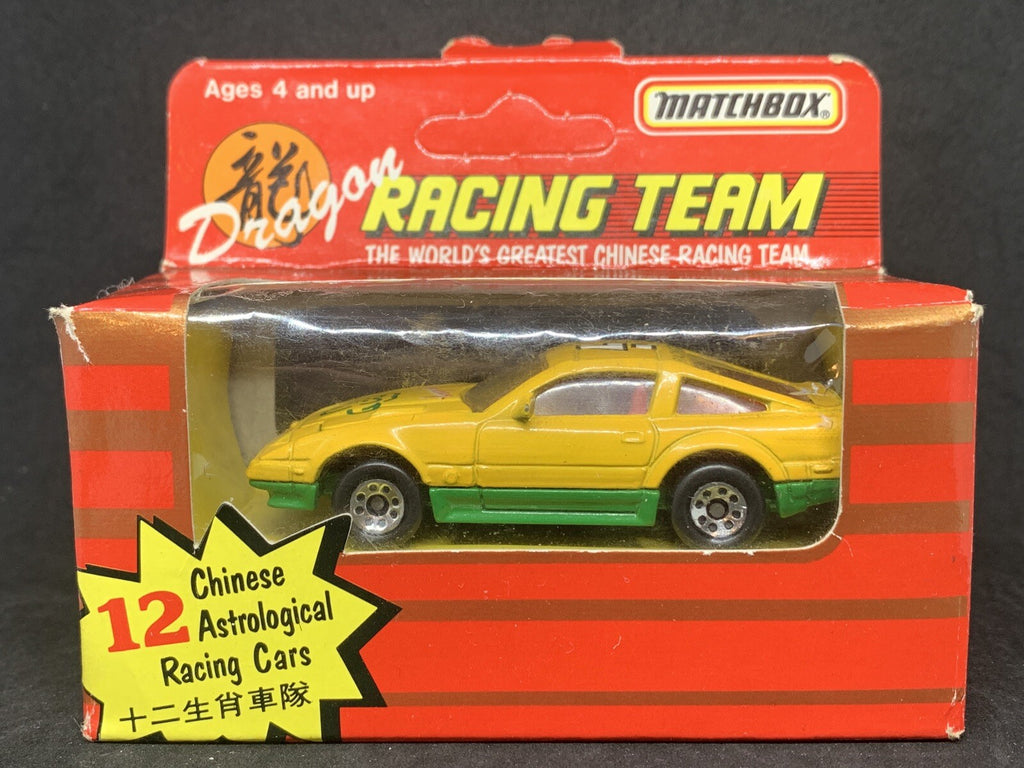 Ages 4 and up
MATCHBOX®
龍
Dragon
RACING TEAM
THE WORLD'S GREATEST CHINESE RACING TEAM
12 Chinese
Astrological
Racing Cars
十二生肖車隊